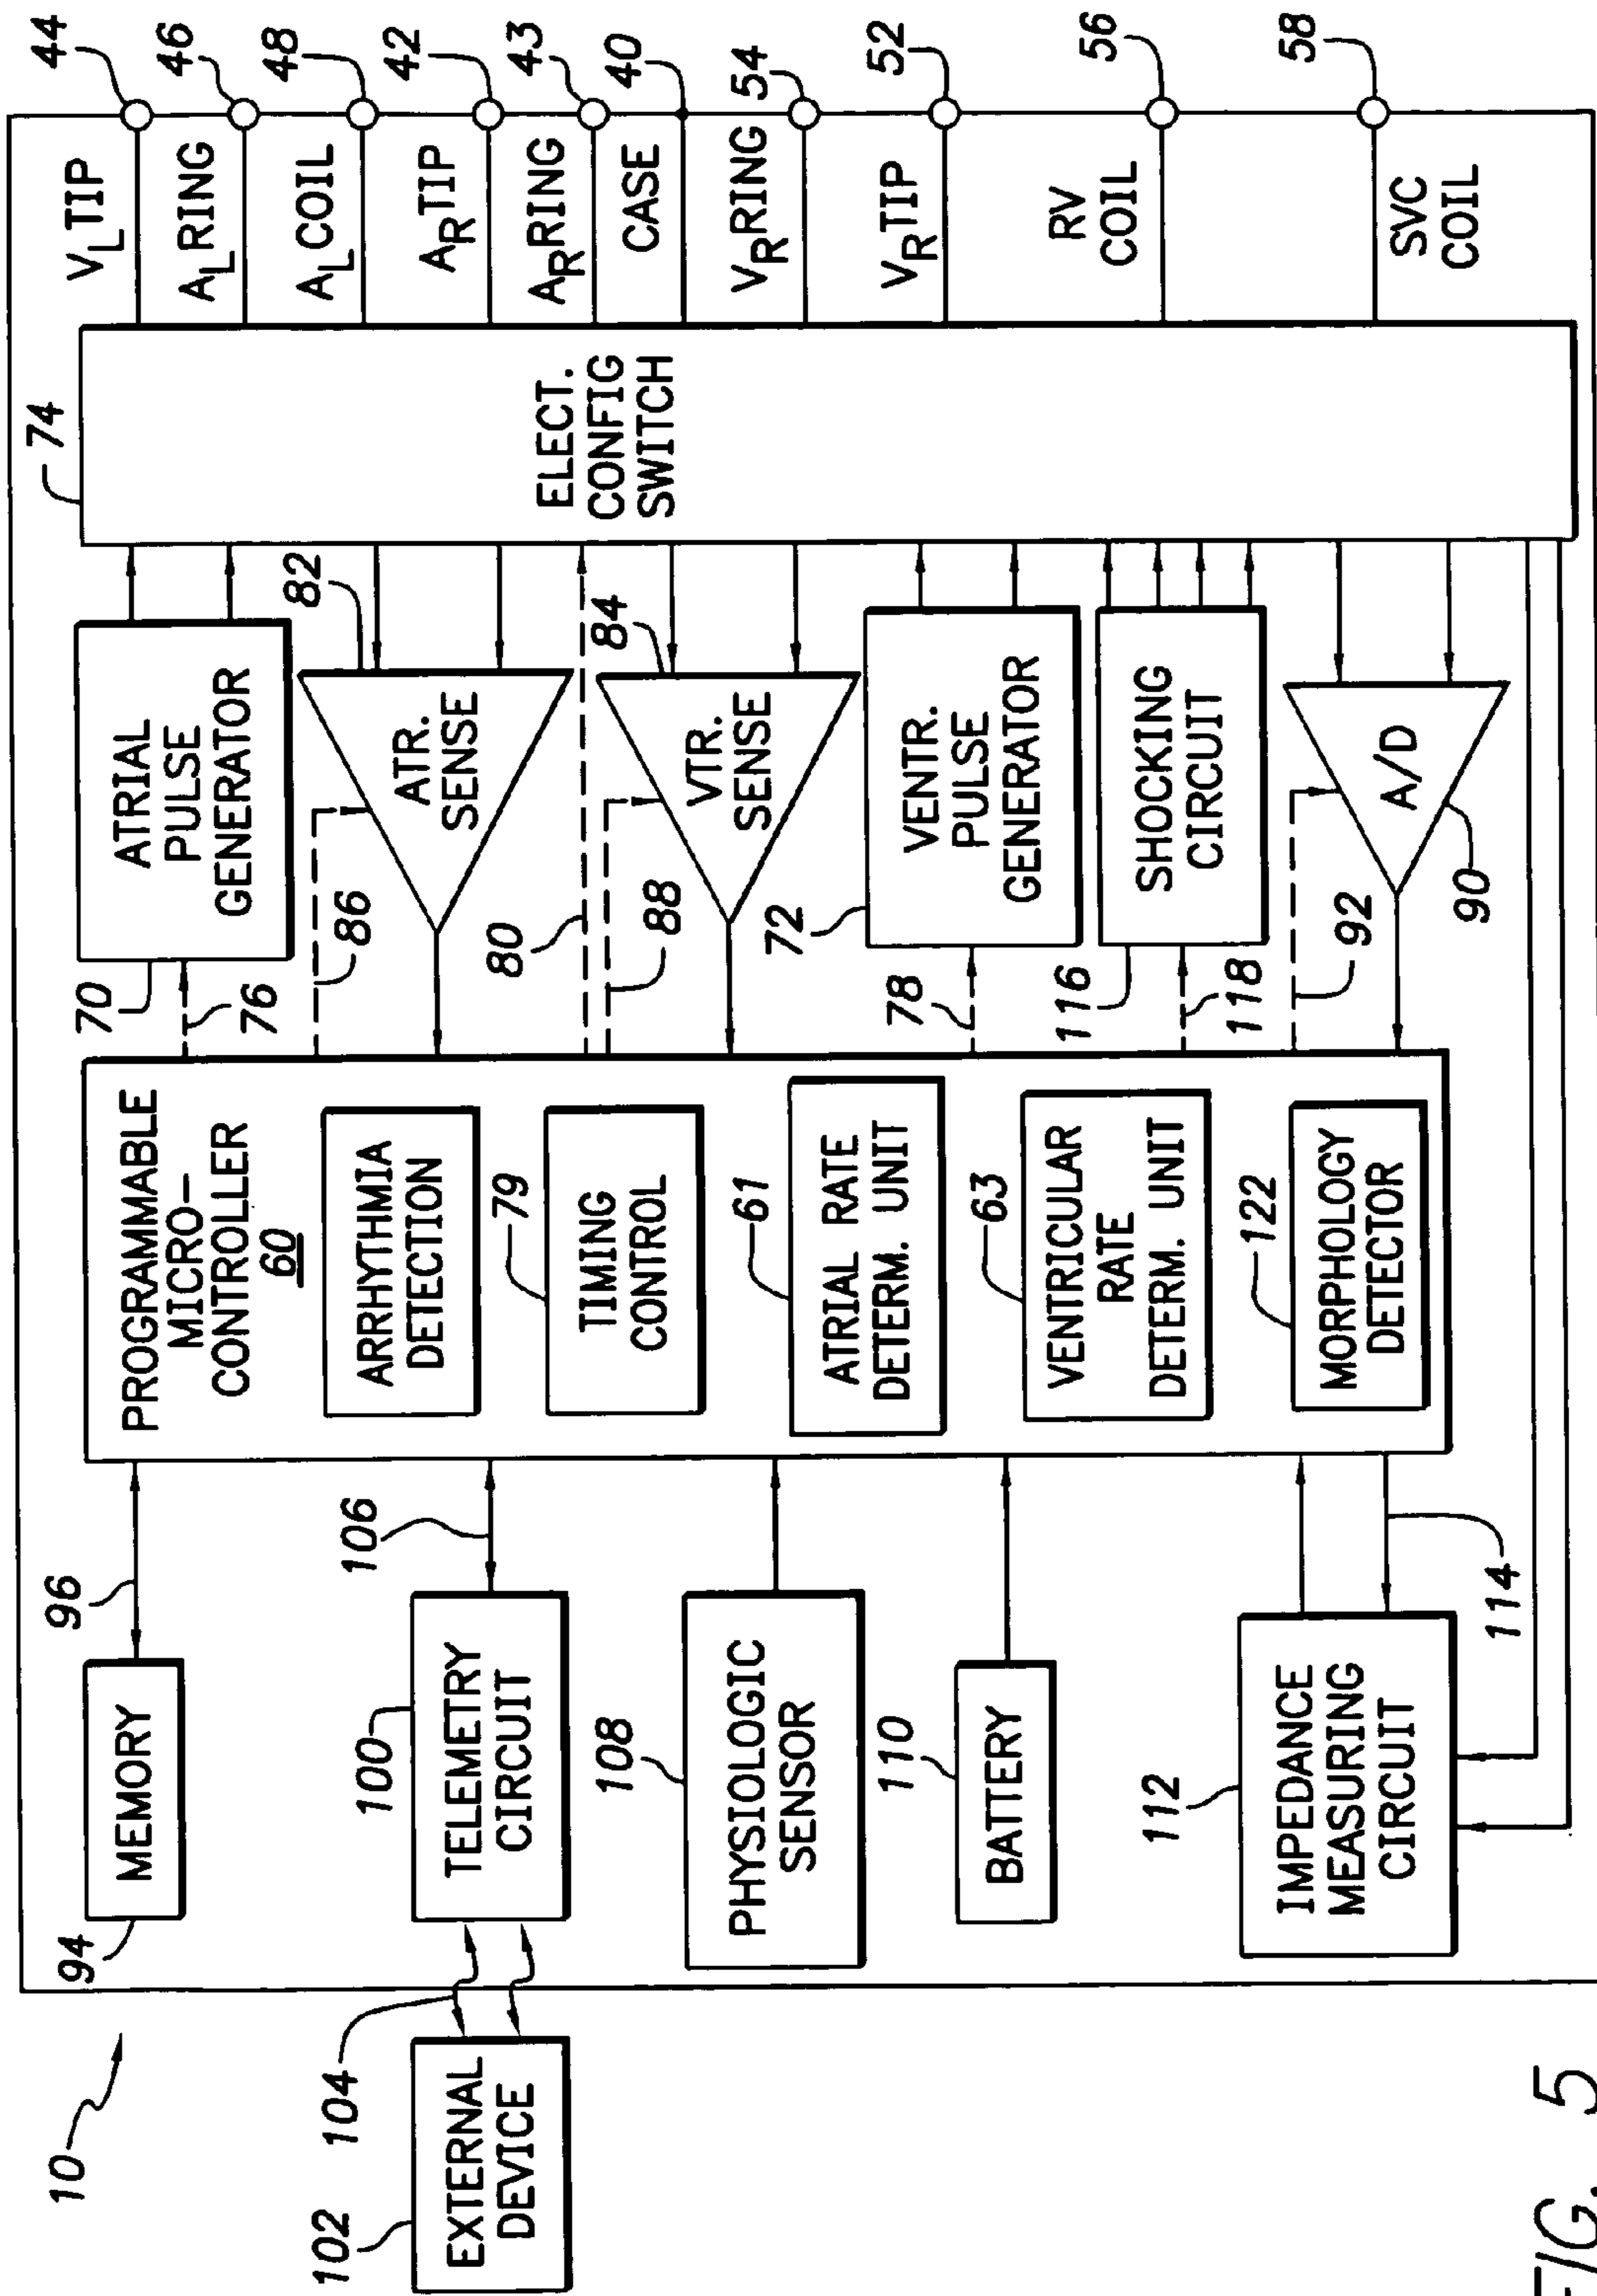 10
102
EXTERNAL
DEVICE
104
94
MEMORY
96
100
TELEMETRY
CIRCUIT
106
108
PHYSIOLOGIC
SENSOR
110
BATTERY
112
IMPEDANCE
MEASURING
CIRCUIT
114
PROGRAMMABLE
MICRO-
CONTROLLER
60
ARRHYTHMIA
DETECTION
79
TIMING
CONTROL
61
ATRIAL RATE
DETERM. UNIT
63
VENTRICULAR
RATE
DETERM. UNIT
122
MORPHOLOGY
DETECTOR
70
76
ATRIAL
PULSE
GENERATOR
86
82
ATR.
SENSE
80
88
84
VTR.
SENSE
72
78
VENTR.
PULSE
GENERATOR
116
118
SHOCKING
CIRCUIT
92
A/D
90
74
ELECT.
CONFIG
SWITCH
VLTIP
44
ALRING
46
ALCOIL
48
ARTIP
42
ARRING
43
CASE
40
VRRING
54
VRTIP
52
RV
COIL
56
SVC
COIL
58
FIG. 5